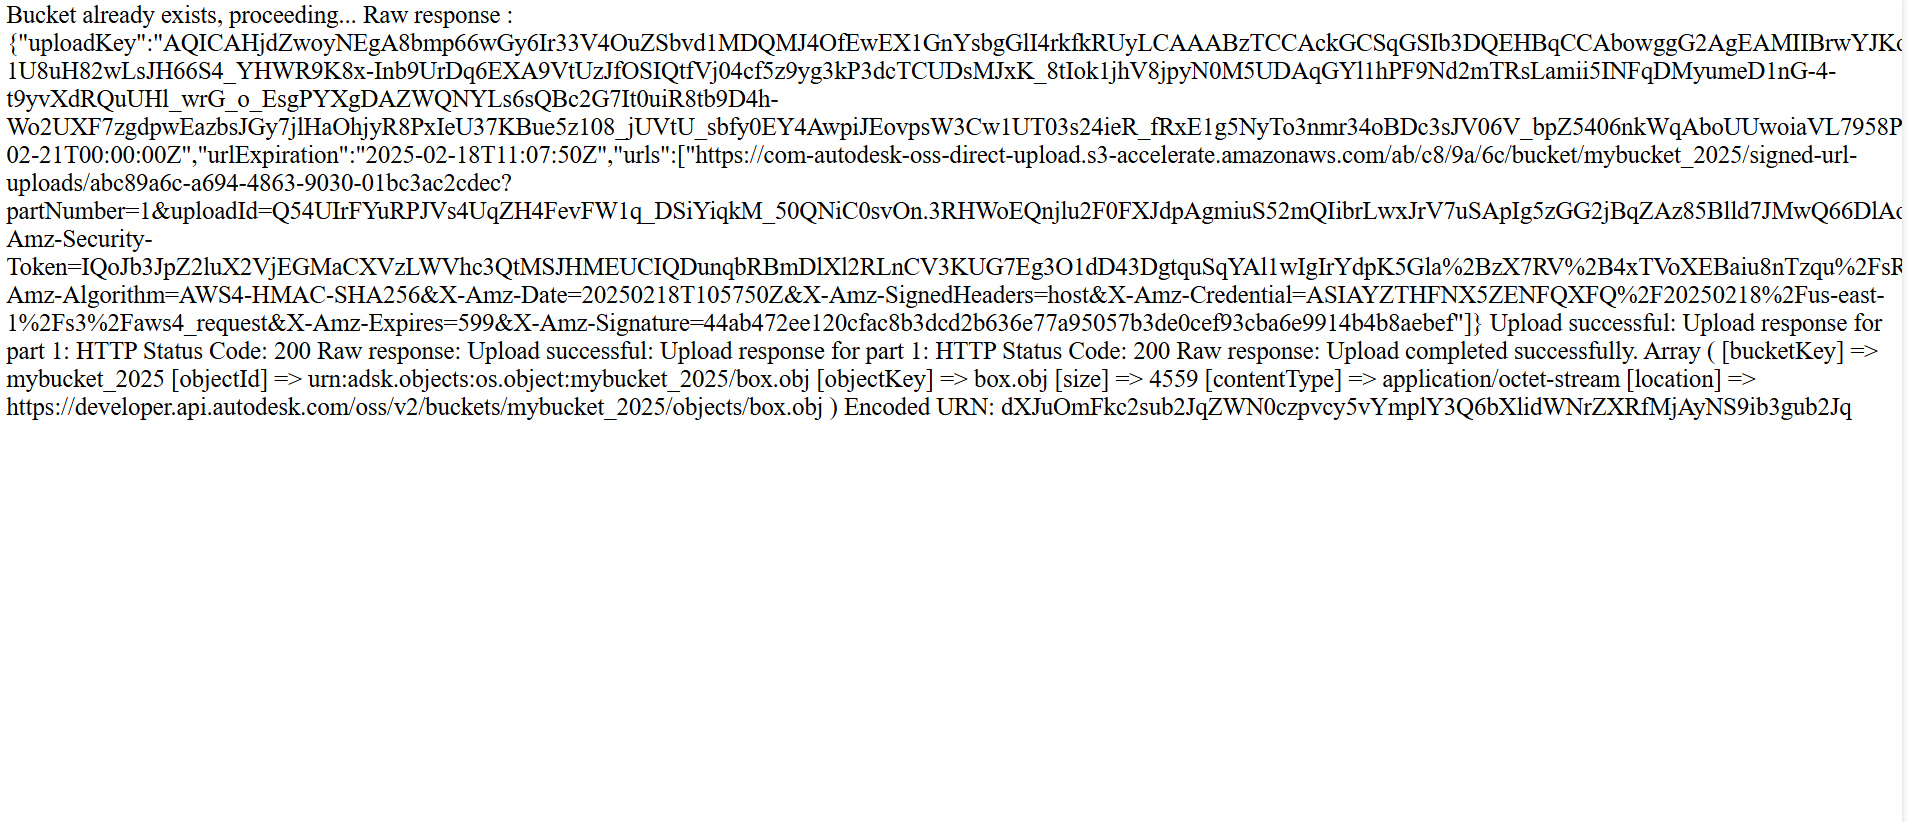 Bucket already exists, proceeding... Raw response :
{"uploadKey":"AQICAHjdZwoyNEgA8bmp66wGy6Ir33V4OuZSbvd1MDQMJ4OfEwEX1GnYsbgGlI4rkfkRUyLCAAABzTCCAckGCSqGSIb3DQEHBqCCAbowggG2AgEAMIIBrwYJKo
1U8uH82wLsJH66S4_YHWR9K8x-Inb9UrDq6EXA9VtUzJfOSIQtfVj04cf5z9yg3kP3dcTCUDsMJxK_8tIok1jhV8jpyN0M5UDAqGYl1hPF9Nd2mTRsLamii5INFqDMyumeD1nG-4-
t9yvXdRQuUHl_wrG_o_EsgPYXgDAZWQNYLs6sQBc2G7It0uiR8tb9D4h-
Wo2UXF7zgdpwEazbsJGy7jlHaOhjyR8PxIeU37KBue5z108_jUVtU_sbfy0EY4AwpiJEovpsW3Cw1UT03s24ieR_fRxE1g5NyTo3nmr34oBDc3sJV06V_bpZ5406nkWqAboUUwoiaVL7958P
02-21T00:00:00Z","urlExpiration":"2025-02-18T11:07:50Z","urls":["https://com-autodesk-oss-direct-upload.s3-accelerate.amazonaws.com/ab/c8/9a/6c/bucket/mybucket_2025/signed-url-
uploads/abc89a6c-a694-4863-9030-01bc3ac2cdec?
partNumber=1&uploadId=Q54UIrFYuRPJVs4UqZH4FevFW1q_DSiYiqkM_50QNiC0svOn.3RHWoEQnjlu2F0FXJdpAgmiuS52mQIibrLwxJrV7uSApIg5zGG2jBqZAz85Blld7JMwQ66DlAc
Amz-Security-
Token=IQoJb3JpZ2luX2VjEGMaCXVzLWVhc3QtMSJHMEUCIQDunqbRBmDlXl2RLnCV3KUG7Eg3O1dD43DgtquSqYAl1wIgIrYdpK5Gla%2BzX7RV%2B4xTVoXEBaiu8nTzqu%2FsR
Amz-Algorithm=AWS4-HMAC-SHA256&X-Amz-Date=20250218T105750Z&X-Amz-SignedHeaders=host&X-Amz-Credential=ASIAYZTHFNX5ZENFQXFQ%2F20250218%2Fus-east-
1%2Fs3%2Faws4_request&X-Amz-Expires=599&X-Amz-Signature=44ab472ee120cfac8b3dcd2b636e77a95057b3de0cef93cba6e9914b4b8aebef"]} Upload successful: Upload response for
part 1: HTTP Status Code: 200 Raw response: Upload successful: Upload response for part 1: HTTP Status Code: 200 Raw response: Upload completed successfully. Array ( [bucketKey] =>
mybucket_2025 [objectId] => urn:adsk.objects:os.object:mybucket_2025/box.obj [objectKey] => box.obj [size] => 4559 [contentType] => application/octet-stream [location] =>
https://developer.api.autodesk.com/oss/v2/buckets/mybucket_2025/objects/box.obj ) Encoded URN: dXJuOmFkc2sub2JqZWN0czpvcy5vYmplY3Q6bXlidWNrZXRfMjAyNS9ib3gub2Jq